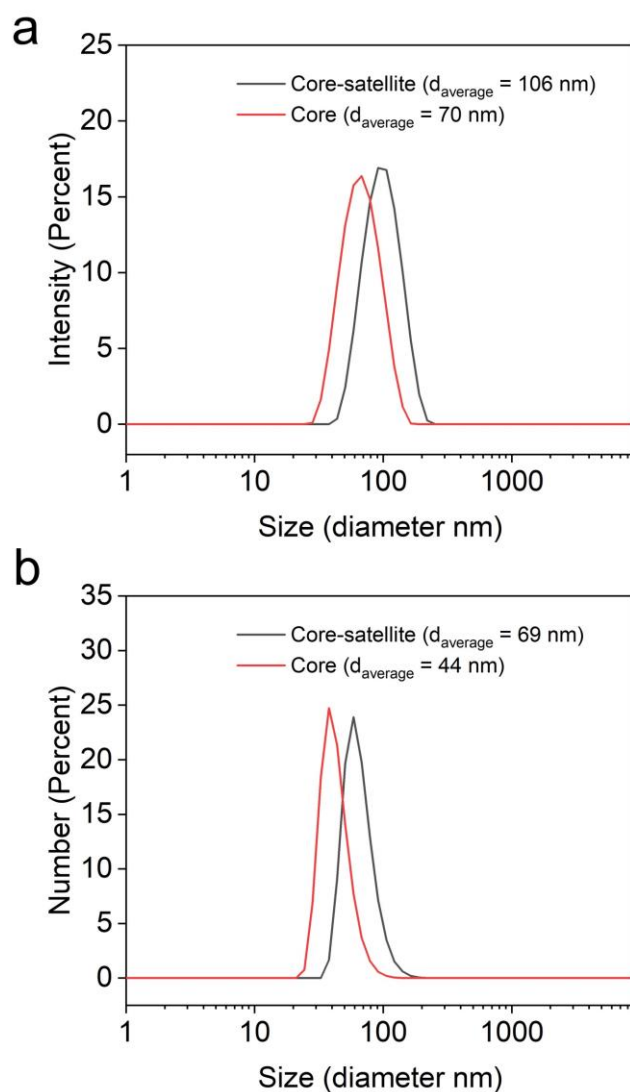 a
25
Core-satellite (daverage = 106 nm)
20
Core (daverage = 70 nm)
15
10
5
0
Intensity (Percent)
1 10 100 1000
Size (diameter nm)
b
35
Core-satellite (daverage = 69 nm)
30
Core (daverage = 44 nm)
25
20
15
10
5
0
Number (Percent)
1 10 100 1000
Size (diameter nm)